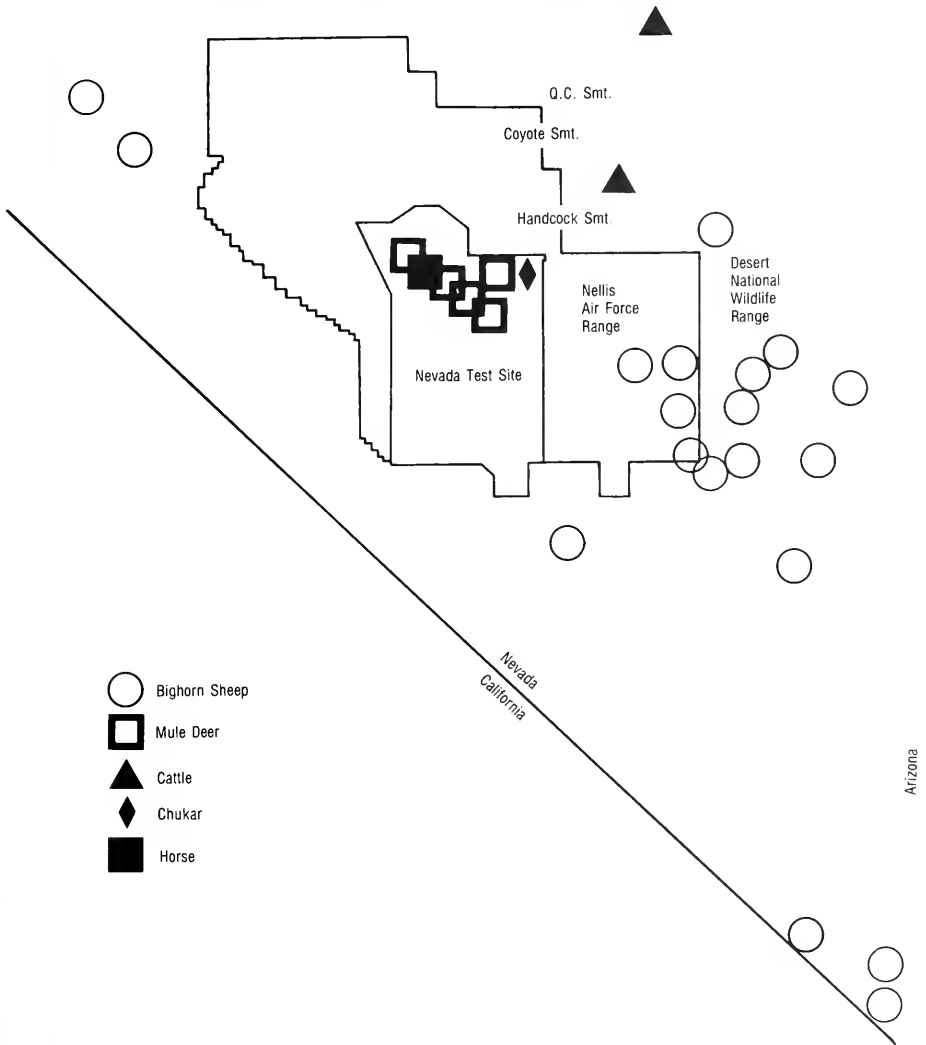 Q.C. Smt.
Coyote Smt.
Handcock Smt.
Desert
National
Wildlife
Range
Nellis
Air Force
Range
Nevada Test Site
Nevada
California
Bighorn Sheep
Mule Deer
Cattle
Chukar
Horse
Arizona